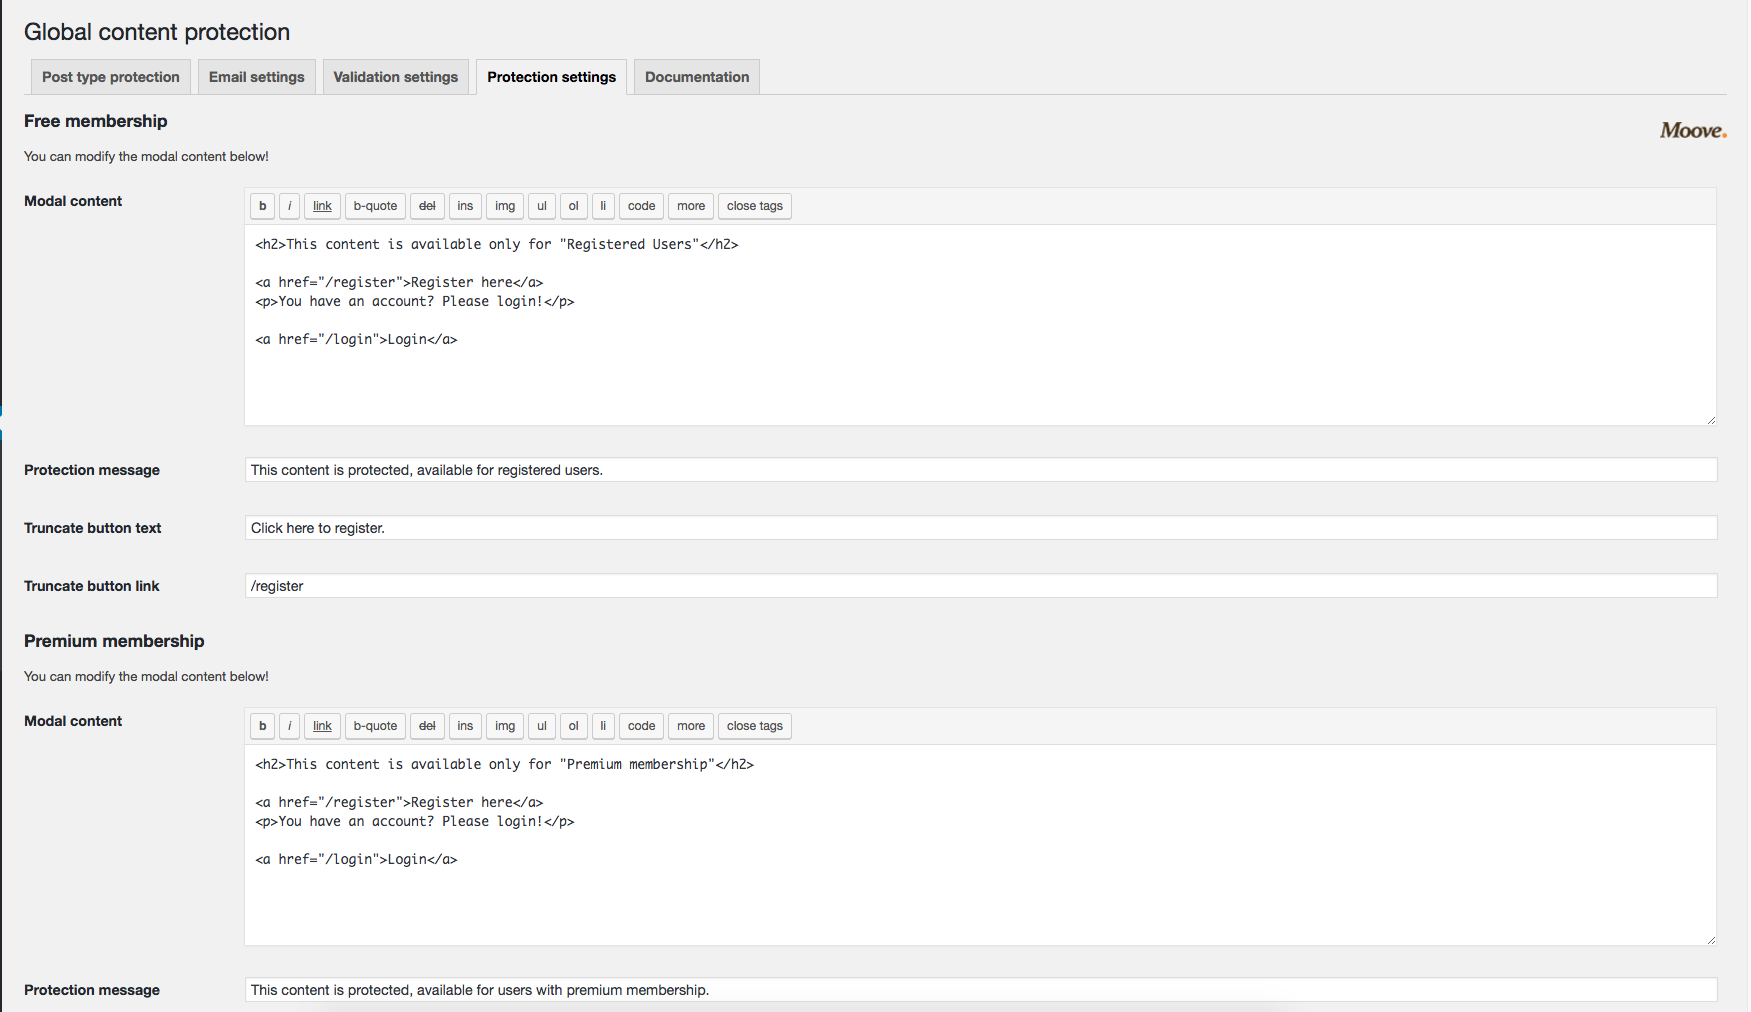 Global content protection
Post type protection Email settings Validation settings Protection settings Documentation
Free membership
Moove.
You can modify the modal content below!
Modal content
b i link b-quote del ins img ul ol li code more close tags
<h2>This content is available only for "Registered Users"</h2>
<a href="/register">Register here</a>
<p>You have an account? Please login!</p>
<a href="/login">Login</a>
Protection message This content is protected, available for registered users.
Truncate button text Click here to register.
Truncate button link /register
Premium membership
You can modify the modal content below!
Modal content
b i link b-quote del ins img ul ol li code more close tags
<h2>This content is available only for "Premium membership"</h2>
<a href="/register">Register here</a>
<p>You have an account? Please login!</p>
<a href="/login">Login</a>
Protection message This content is protected, available for users with premium membership.